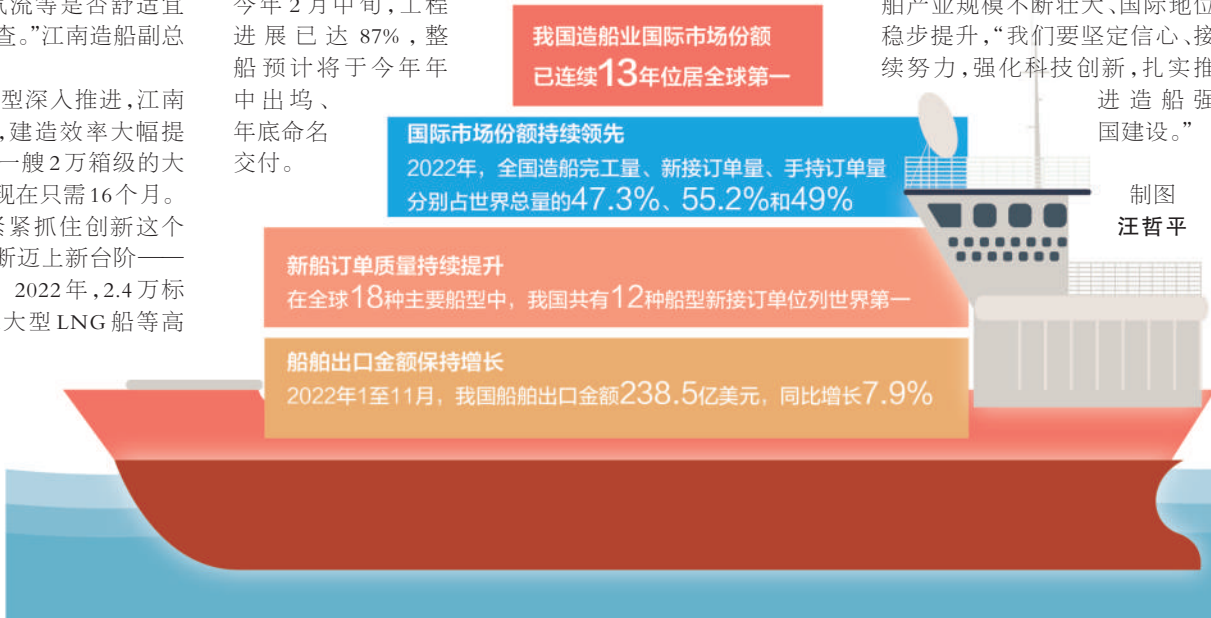 气流等是否舒适宜
查。”江南造船副总
型深入推进,江南
,建造效率大幅提
一艘2万箱级的大
现在只需16个月。
紧紧抓住创新这个
断迈上新台阶——
2022年,2.4万标
大型LNG船等高
今年2月中旬,工程
进展已达87%,整
船预计将于今年年
中出坞、
年底命名
交付。
我国造船业国际市场份额
已连续13年位居全球第一
国际市场份额持续领先
2022年,全国造船完工量、新接订单量、手持订单量
分别占世界总量的47.3%、55.2%和49%
新船订单质量持续提升
在全球18种主要船型中,我国共有12种船型新接订单位列世界第一
船舶出口金额保持增长
2022年1至11月,我国船舶出口金额238.5亿美元,同比增长7.9%
船产业规模不断壮大、国际地位
稳步提升,“我们要坚定信心、接
续努力,强化科技创新,扎实推
进造船强
国建设。”
制图
汪哲平